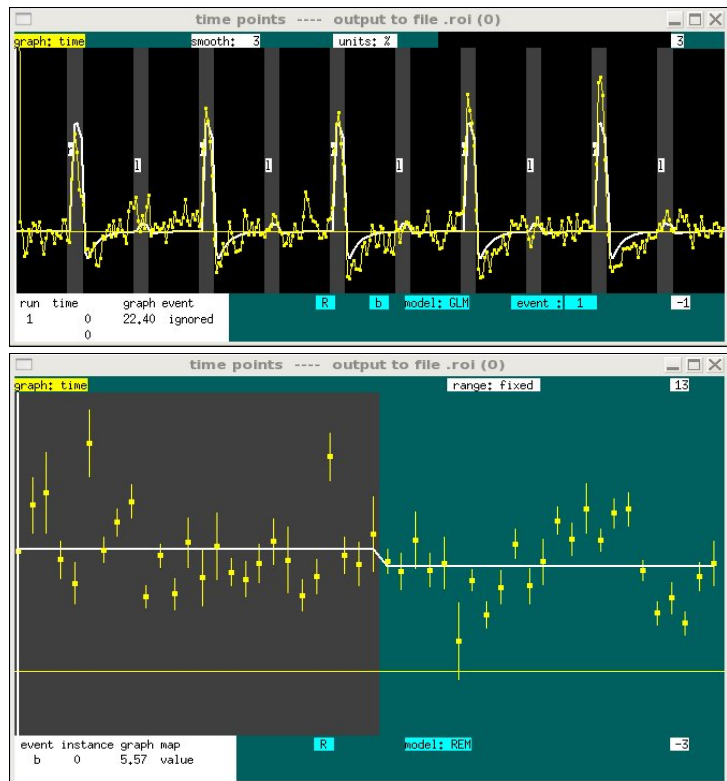 time points ---- output to file .roi (0)
graph: time smooth: 3 units: % 3
1 1 1 1 1
run time graph event
1 0 22.40 ignored
0
R b model: GLM event : 1 -1
time points ---- output to file .roi (0)
graph: time range: fixed 13
event instance graph map
b 0 5.57 value
R model: REM -3